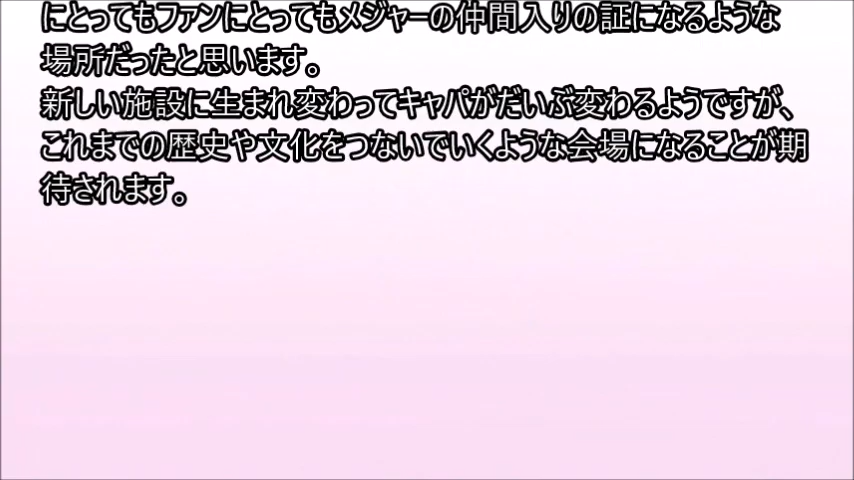 にとってもファンにとってもメジャーの仲間入りの証になるような
場所だったと思います。
新しい施設に生まれ変わってキャパがだいぶ変わるようですが、
これまでの歴史や文化をつないでいくような会場になることが期
待されます。